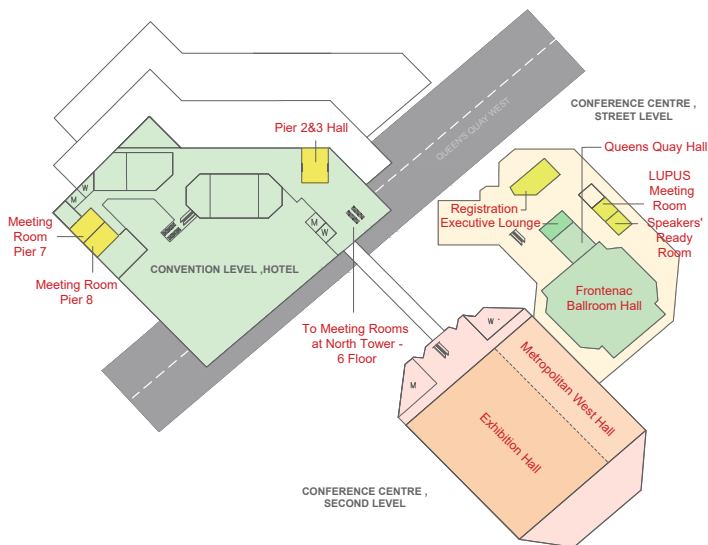 CONFERENCE CENTRE ,
STREET LEVEL
Pier 2&3 Hall
QUEEN'S QUAY WEST
Queens Quay Hall
LUPUS
Meeting
Room
Speakers'
Ready
Room
Registration
Executive Lounge
M
W
Meeting
Room
Pier 7
M
W
CONVENTION LEVEL ,HOTEL
Meeting Room
Pier 8
Frontenac
Ballroom Hall
To Meeting Rooms
at North Tower -
6 Floor
W
M
Metropolitan West Hall
Exhibition Hall
CONFERENCE CENTRE ,
SECOND LEVEL